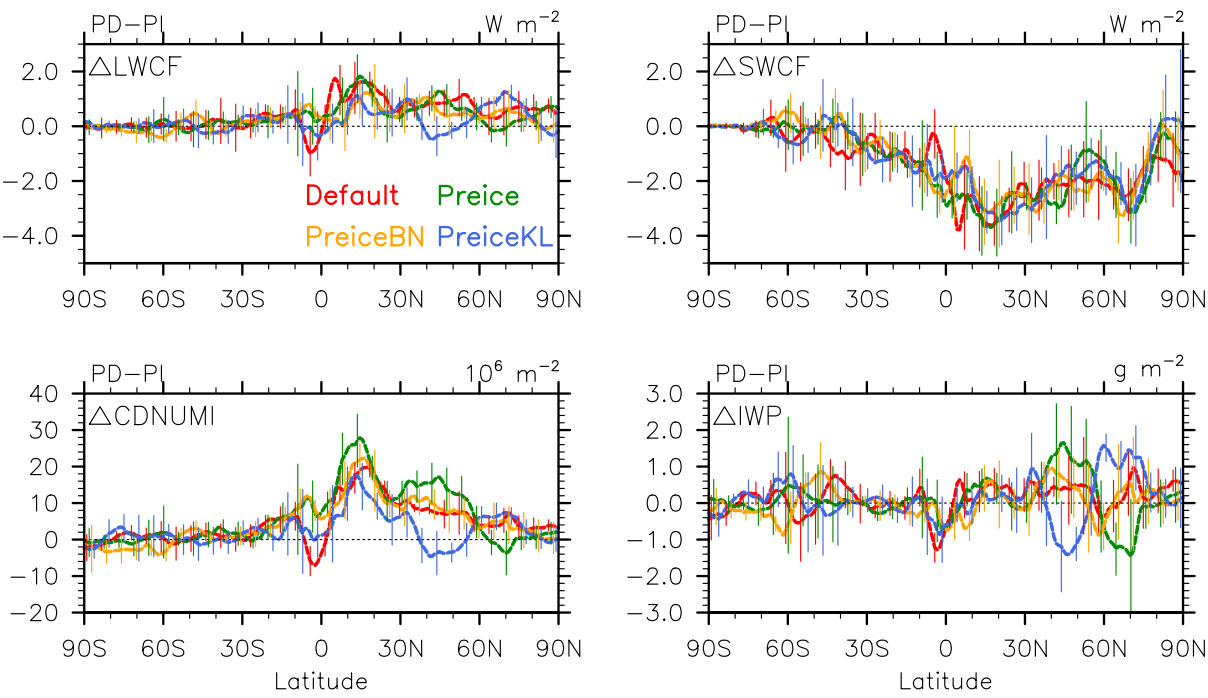 PD-PI W m⁻²
△LWCF
2.0
0.0
-2.0
-4.0
Default Preice
PreiceBN PreiceKL
90S 60S 30S 0 30N 60N 90N
PD-PI W m⁻²
△SWCF
2.0
0.0
-2.0
-4.0
90S 60S 30S 0 30N 60N 90N
PD-PI 10⁶ m⁻²
△CDNUMI
40
30
20
10
0
-10
-20
90S 60S 30S 0 30N 60N 90N
Latitude
PD-PI g m⁻²
△IWP
3.0
2.0
1.0
0.0
-1.0
-2.0
-3.0
90S 60S 30S 0 30N 60N 90N
Latitude